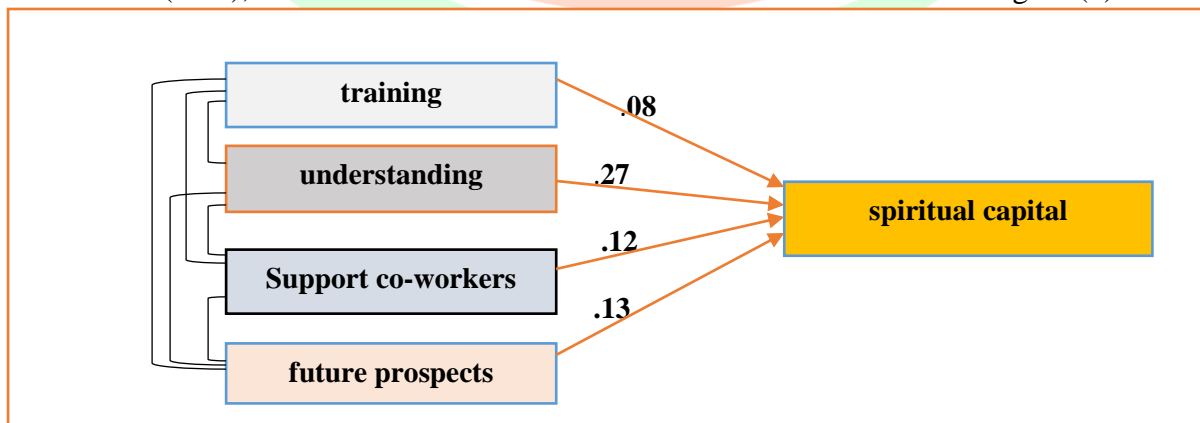 training
.08
understanding
.27
spiritual capital
.12
Support co-workers
.13
future prospects